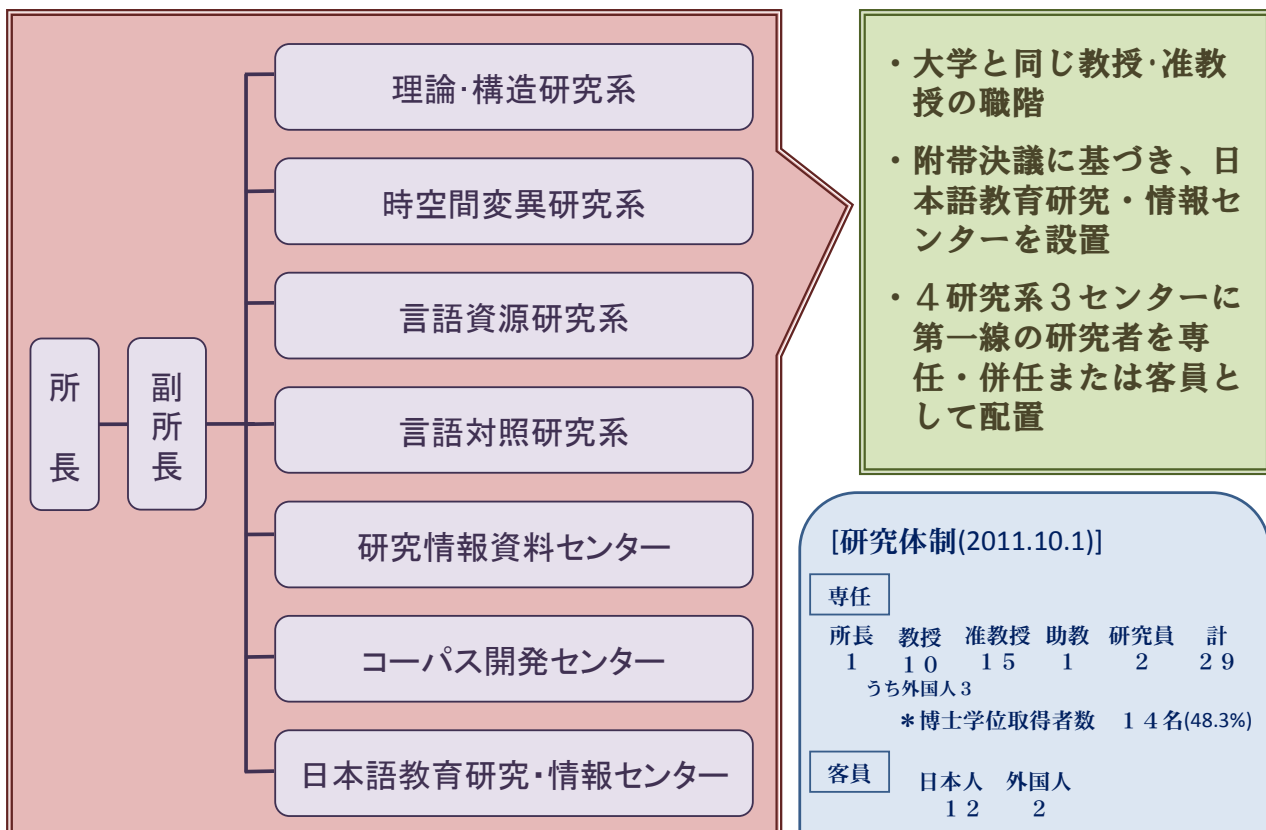 所長
副所長
理論・構造研究系
時空間変異研究系
言語資源研究系
言語対照研究系
研究情報資料センター
コーパス開発センター
日本語教育研究・情報センター
・大学と同じ教授・准教
授の職階
・附帯決議に基づき、日
本語教育研究・情報セ
ンターを設置
・４研究系３センターに
第一線の研究者を専
任・併任または客員と
して配置
[研究体制(2011.10.1)]
専任
所長 教授 准教授 助教 研究員 計
１ １０ １５ １ ２ ２９
うち外国人３
＊博士学位取得者数 １４名(48.3%)
客員
日本人 外国人
１２ ２